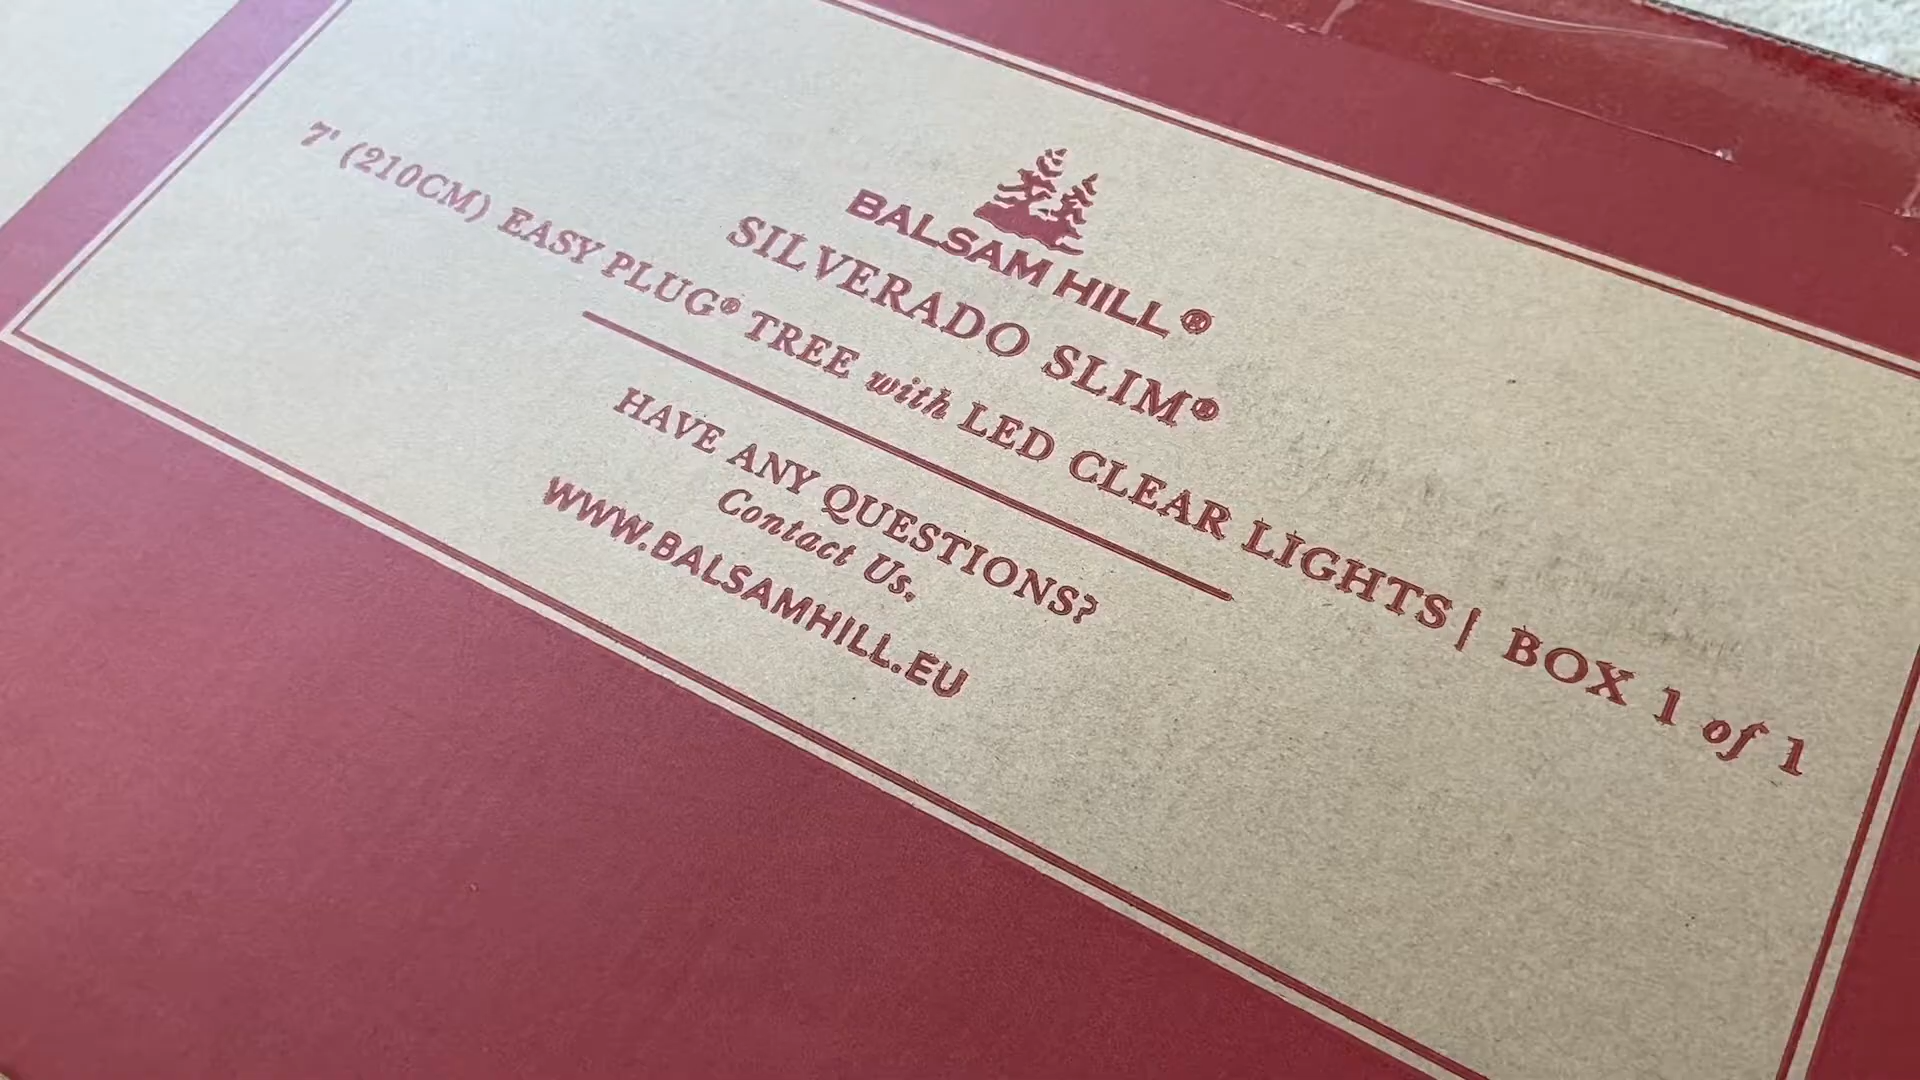 BALSAM HILL®
SILVERADO SLIM®
7' (210CM) EASY PLUG® TREE with LED CLEAR LIGHTS | BOX 1 of 1
HAVE ANY QUESTIONS?
Contact Us.
WWW.BALSAMHILL.EU